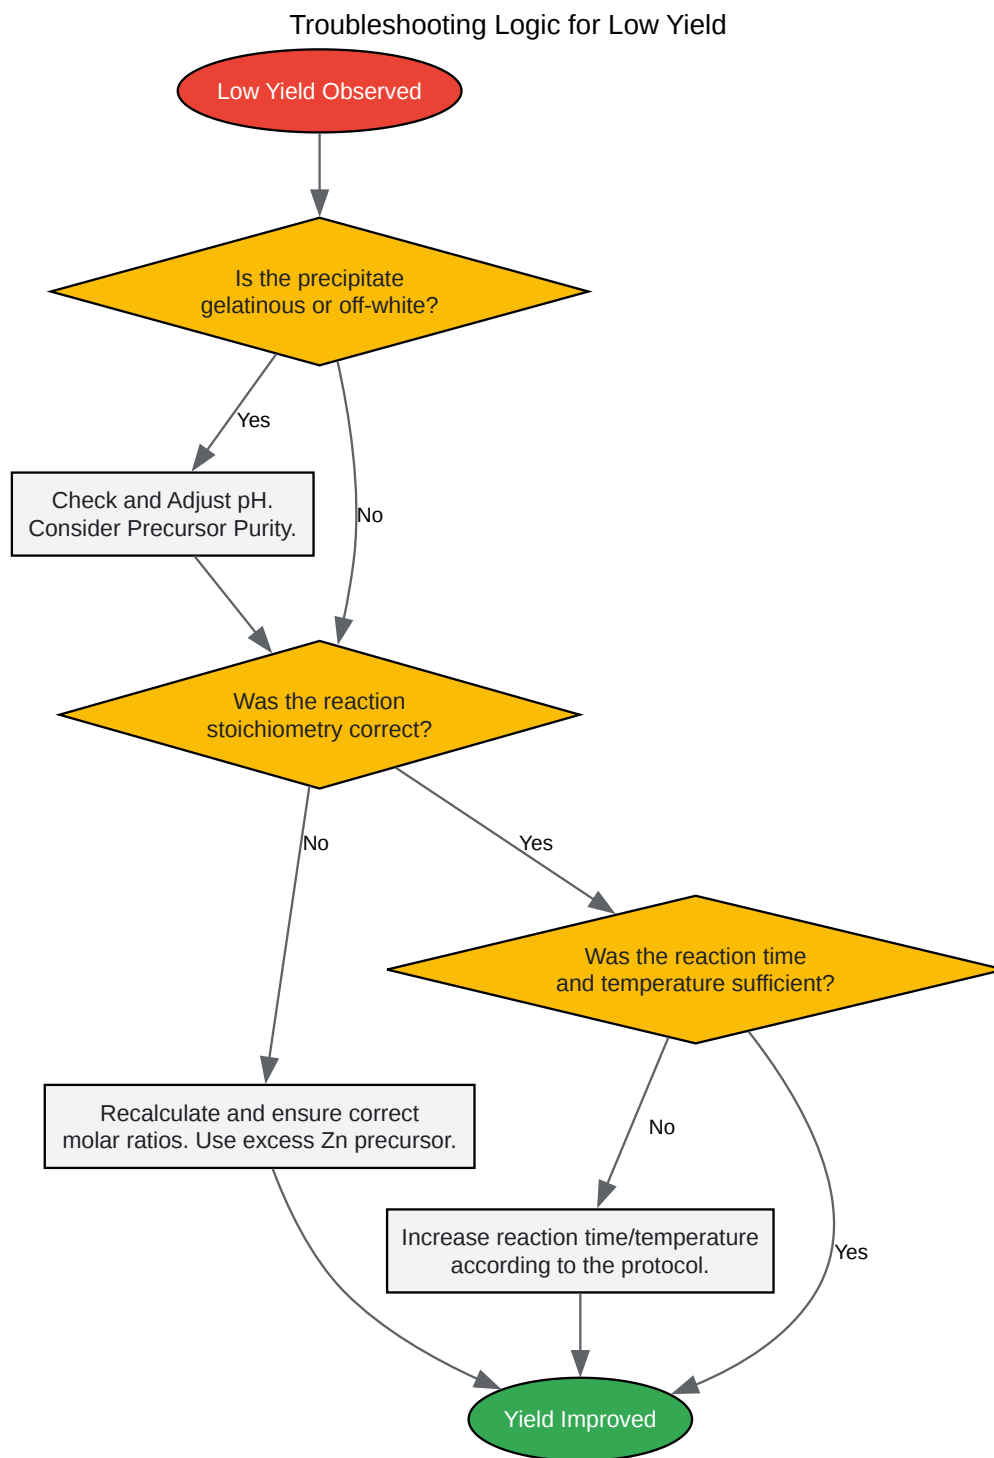 Troubleshooting Logic for Low Yield
Low Yield Observed
Is the precipitate
gelatinous or off-white?
Yes
Check and Adjust pH.
Consider Precursor Purity.
No
Was the reaction
stoichiometry correct?
No
Yes
Was the reaction time
and temperature sufficient?
Recalculate and ensure correct
molar ratios. Use excess Zn precursor.
No
Increase reaction time/temperature
according to the protocol.
Yes
Yield Improved